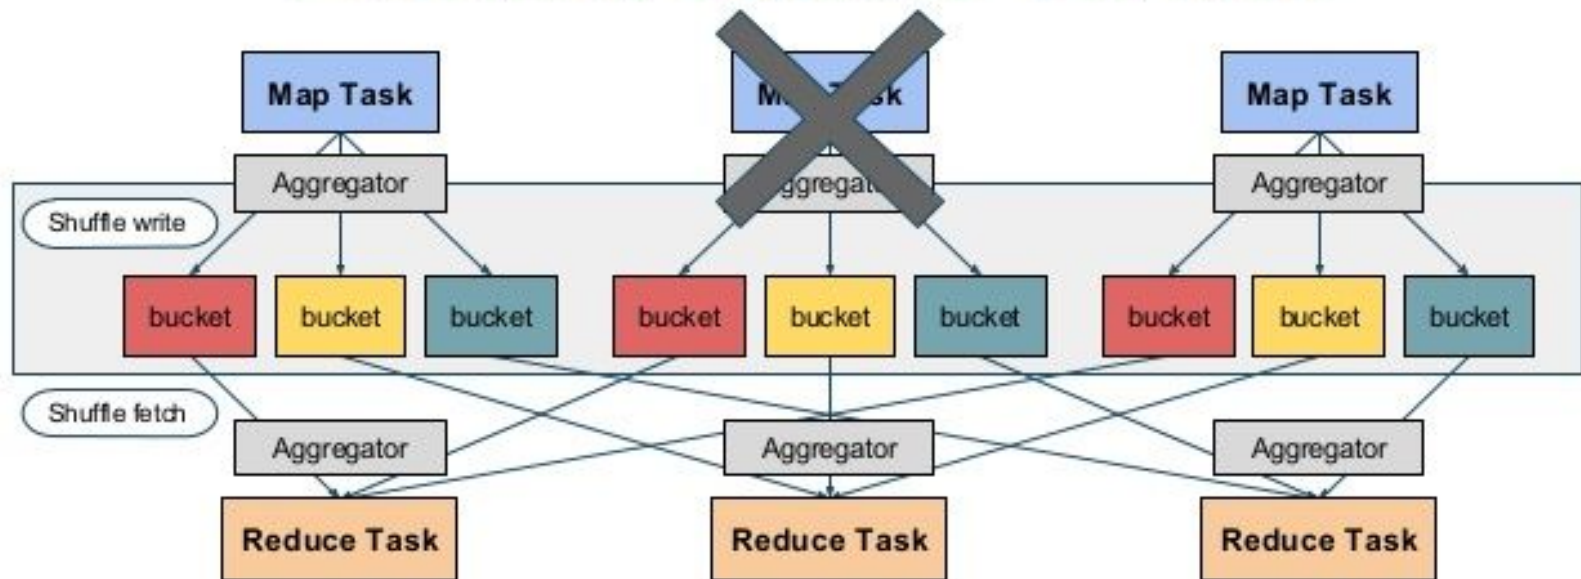 Map Task
Map Task
Aggregator
Aggregator
Shuffle write
bucket
bucket
bucket
bucket
bucket
bucket
bucket
bucket
bucket
Shuffle fetch
Aggregator
Aggregator
Aggregator
Reduce Task
Reduce Task
Reduce Task